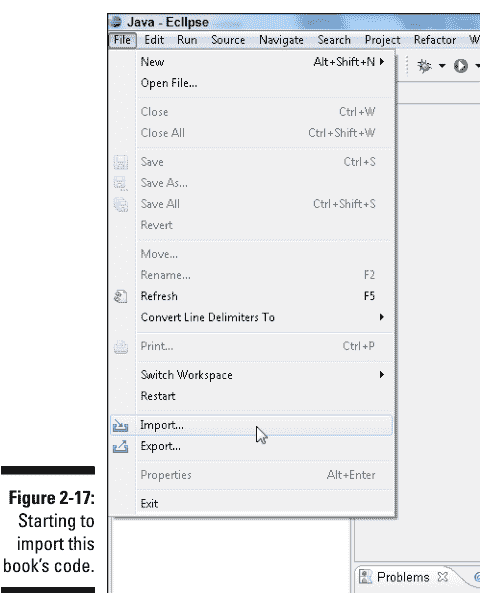 Java - Eclipse
File Edit Run Source Navigate Search Project Refactor W
New Alt+Shift+N
Open File...
Close Ctrl+W
Close All Ctrl+Shift+W
Save Ctrl+S
Save As...
Save All Ctrl+Shift+S
Revert
Move...
Rename... F2
Refresh F5
Convert Line Delimiters To
Print... Ctrl+P
Switch Workspace
Restart
Import...
Export...
Properties Alt+Enter
Exit
Problems
Figure 2-17:
Starting to
import this
book's code.